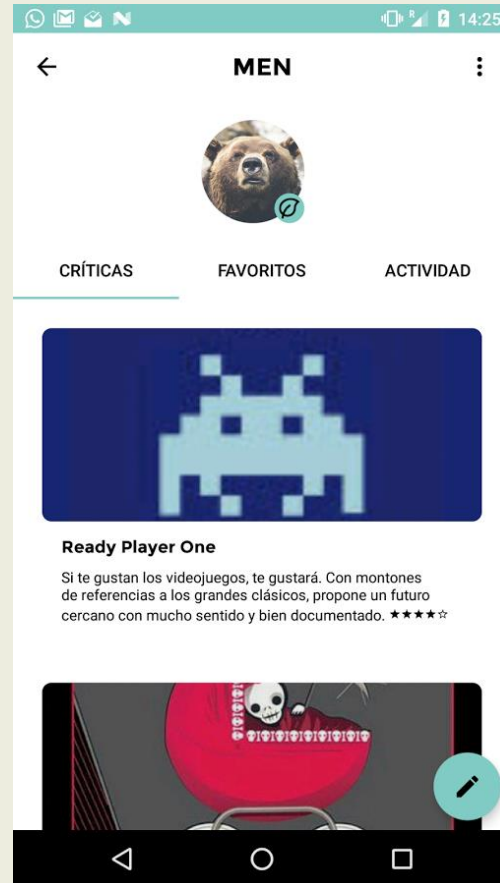 14:25
MEN
CRÍTICAS FAVORITOS ACTIVIDAD
Ready Player One
Si te gustan los videojuegos, te gustará. Con montones
de referencias a los grandes clásicos, propone un futuro
cercano con mucho sentido y bien documentado. ★★★★☆